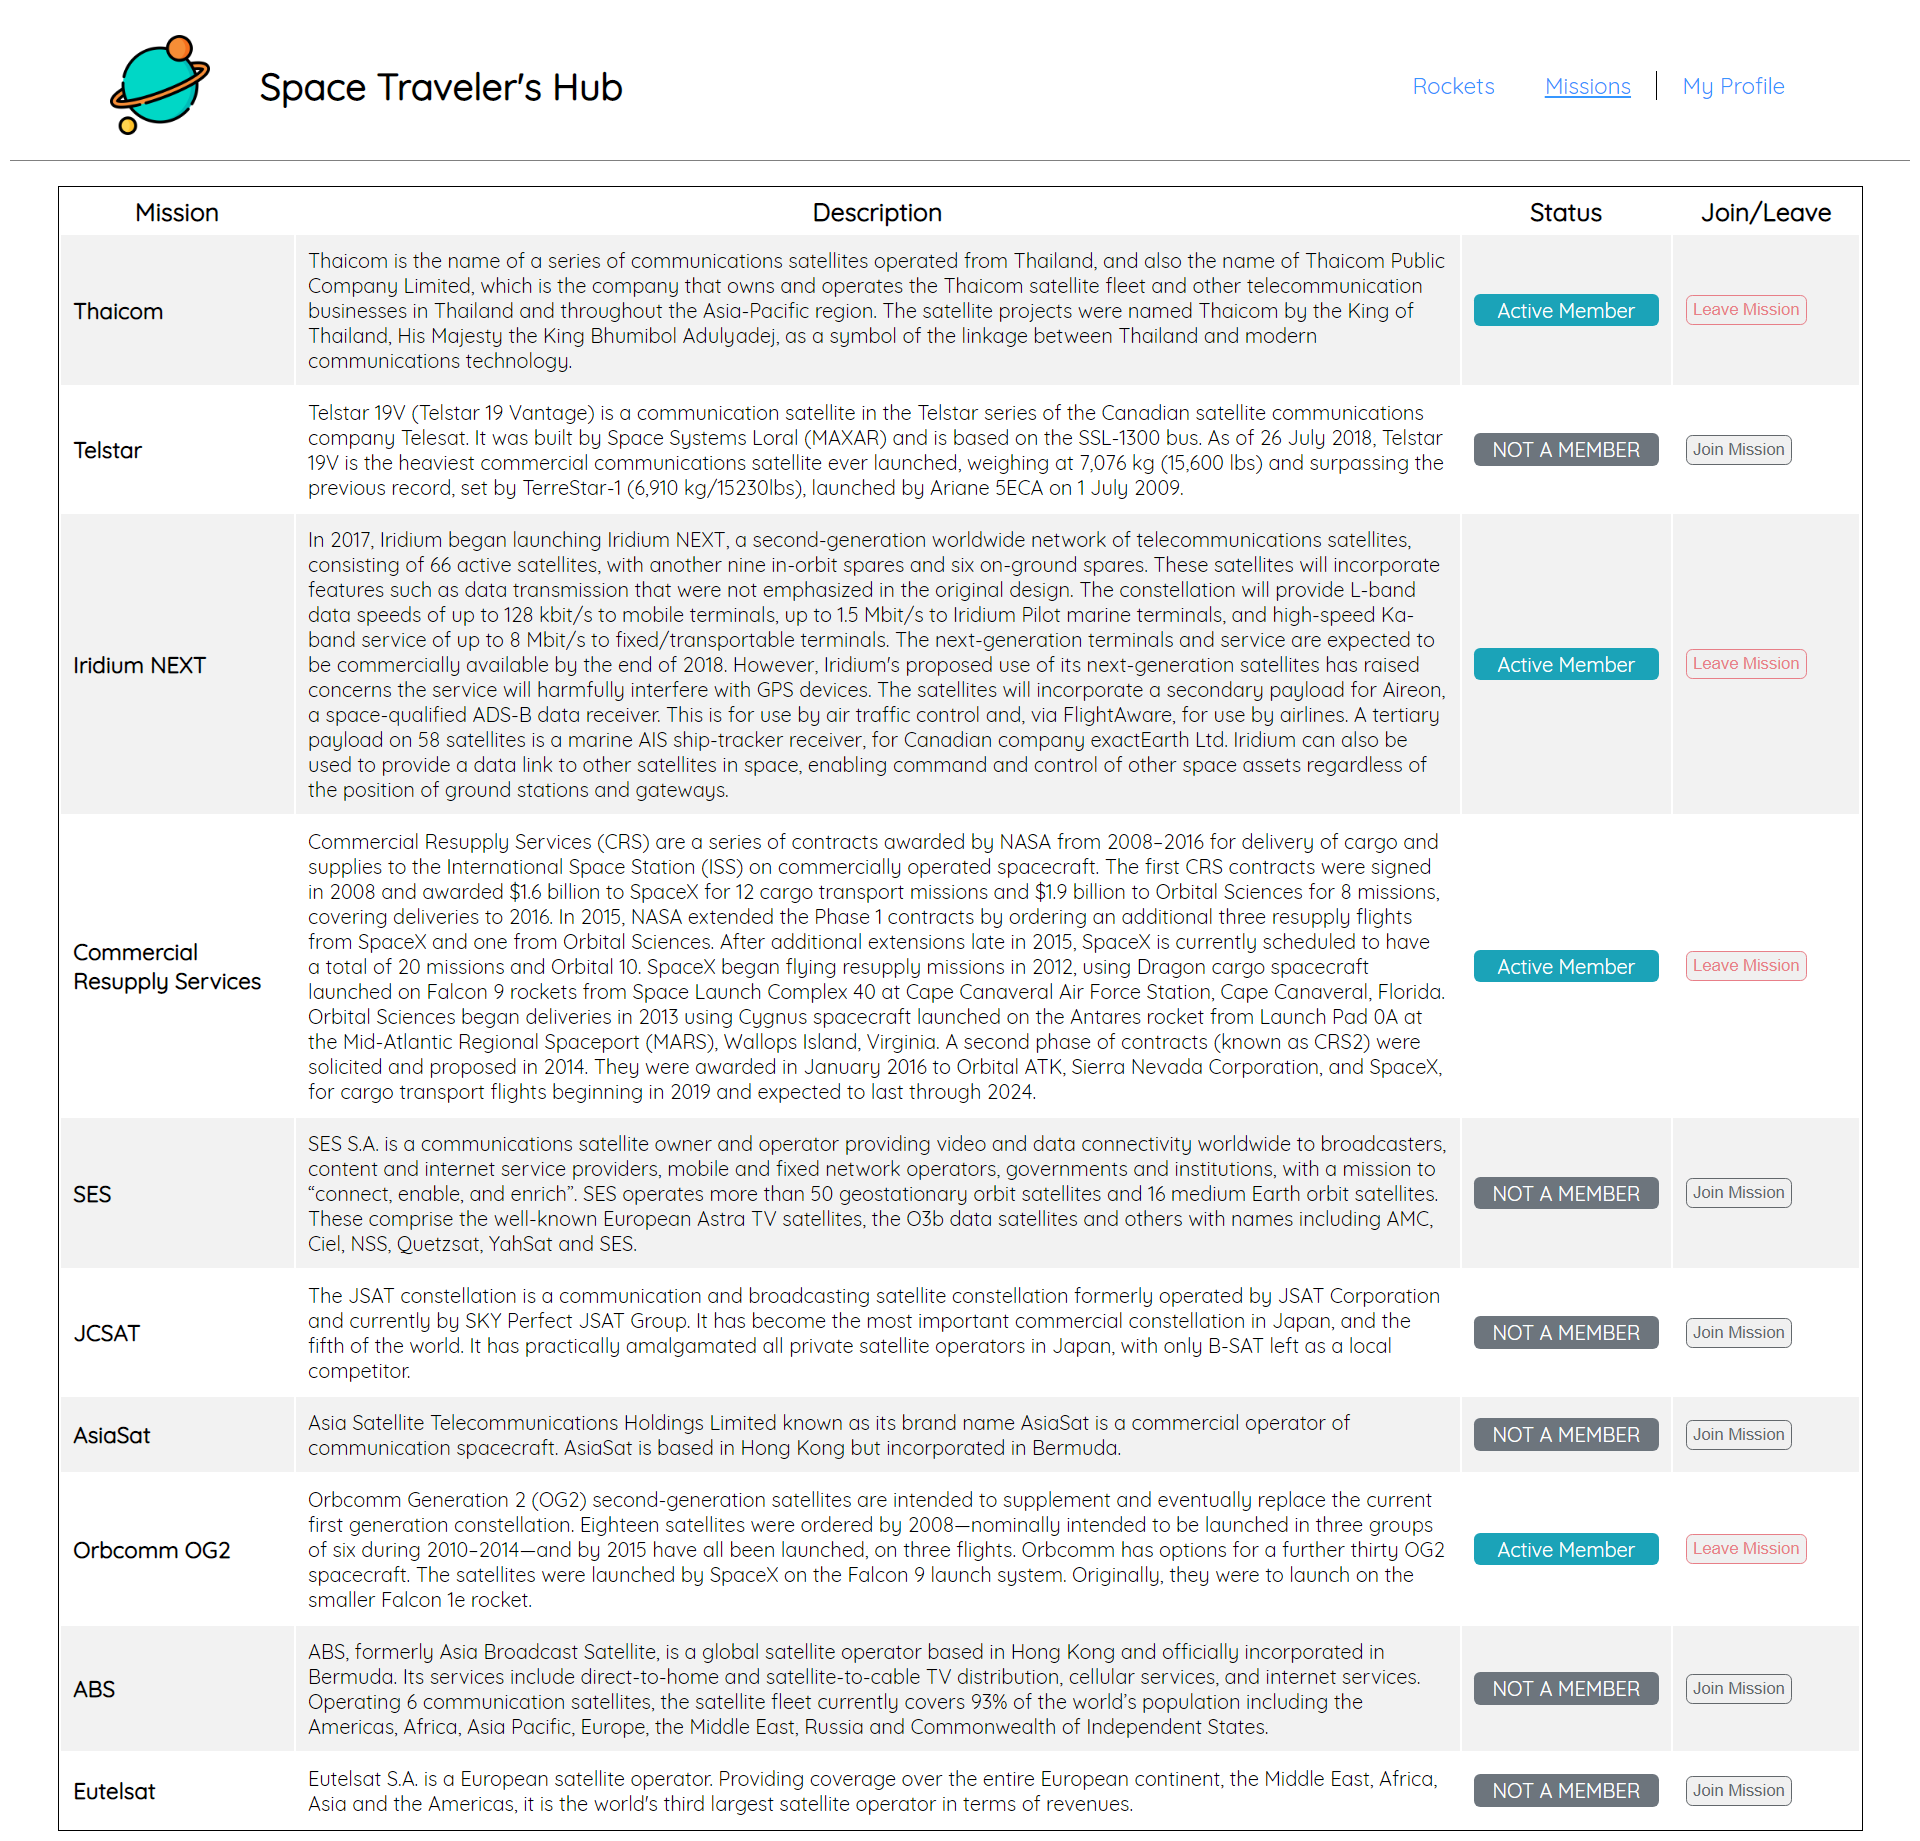 Space Traveler's Hub
Rockets
Missions
My Profile
Mission
Description
Status
Join/Leave
Thaicom
Thaicom is the name of a series of communications satellites operated from Thailand, and also the name of Thaicom Public
Company Limited, which is the company that owns and operates the Thaicom satellite fleet and other telecommunication
businesses in Thailand and throughout the Asia-Pacific region. The satellite projects were named Thaicom by the King of
Thailand, His Majesty the King Bhumibol Adulyadej, as a symbol of the linkage between Thailand and modern
communications technology.
Active Member
Leave Mission
Telstar
Telstar 19V (Telstar 19 Vantage) is a communication satellite in the Telstar series of the Canadian satellite communications
company Telesat. It was built by Space Systems Loral (MAXAR) and is based on the SSL-1300 bus. As of 26 July 2018, Telstar
19V is the heaviest commercial communications satellite ever launched, weighing at 7,076 kg (15,600 lbs) and surpassing the
previous record, set by TerreStar-1 (6,910 kg/15230lbs), launched by Ariane 5ECA on 1 July 2009.
NOT A MEMBER
Join Mission
Iridium NEXT
In 2017, Iridium began launching Iridium NEXT, a second-generation worldwide network of telecommunications satellites,
consisting of 66 active satellites, with another nine in-orbit spares and six on-ground spares. These satellites will incorporate
features such as data transmission that were not emphasized in the original design. The constellation will provide L-band
data speeds of up to 128 kbit/s to mobile terminals, up to 1.5 Mbit/s to Iridium Pilot marine terminals, and high-speed Ka-
band service of up to 8 Mbit/s to fixed/transportable terminals. The next-generation terminals and service are expected to
be commercially available by the end of 2018. However, Iridium's proposed use of its next-generation satellites has raised
concerns the service will harmfully interfere with GPS devices. The satellites will incorporate a secondary payload for Aireon,
a space-qualified ADS-B data receiver. This is for use by air traffic control and, via FlightAware, for use by airlines. A tertiary
payload on 58 satellites is a marine AIS ship-tracker receiver, for Canadian company exactEarth Ltd. Iridium can also be
used to provide a data link to other satellites in space, enabling command and control of other space assets regardless of
the position of ground stations and gateways.
Active Member
Leave Mission
Commercial
Resupply Services
Commercial Resupply Services (CRS) are a series of contracts awarded by NASA from 2008–2016 for delivery of cargo and
supplies to the International Space Station (ISS) on commercially operated spacecraft. The first CRS contracts were signed
in 2008 and awarded $1.6 billion to SpaceX for 12 cargo transport missions and $1.9 billion to Orbital Sciences for 8 missions,
covering deliveries to 2016. In 2015, NASA extended the Phase 1 contracts by ordering an additional three resupply flights
from SpaceX and one from Orbital Sciences. After additional extensions late in 2015, SpaceX is currently scheduled to have
a total of 20 missions and Orbital 10. SpaceX began flying resupply missions in 2012, using Dragon cargo spacecraft
launched on Falcon 9 rockets from Space Launch Complex 40 at Cape Canaveral Air Force Station, Cape Canaveral, Florida.
Orbital Sciences began deliveries in 2013 using Cygnus spacecraft launched on the Antares rocket from Launch Pad 0A at
the Mid-Atlantic Regional Spaceport (MARS), Wallops Island, Virginia. A second phase of contracts (known as CRS2) were
solicited and proposed in 2014. They were awarded in January 2016 to Orbital ATK, Sierra Nevada Corporation, and SpaceX,
for cargo transport flights beginning in 2019 and expected to last through 2024.
Active Member
Leave Mission
SES
SES S.A. is a communications satellite owner and operator providing video and data connectivity worldwide to broadcasters,
content and internet service providers, mobile and fixed network operators, governments and institutions, with a mission to
“connect, enable, and enrich”. SES operates more than 50 geostationary orbit satellites and 16 medium Earth orbit satellites.
These comprise the well-known European Astra TV satellites, the O3b data satellites and others with names including AMC,
Ciel, NSS, Quetzsat, YahSat and SES.
NOT A MEMBER
Join Mission
JCSAT
The JSAT constellation is a communication and broadcasting satellite constellation formerly operated by JSAT Corporation
and currently by SKY Perfect JSAT Group. It has become the most important commercial constellation in Japan, and the
fifth of the world. It has practically amalgamated all private satellite operators in Japan, with only B-SAT left as a local
competitor.
NOT A MEMBER
Join Mission
AsiaSat
Asia Satellite Telecommunications Holdings Limited known as its brand name AsiaSat is a commercial operator of
communication spacecraft. AsiaSat is based in Hong Kong but incorporated in Bermuda.
NOT A MEMBER
Join Mission
Orbcomm OG2
Orbcomm Generation 2 (OG2) second-generation satellites are intended to supplement and eventually replace the current
first generation constellation. Eighteen satellites were ordered by 2008—nominally intended to be launched in three groups
of six during 2010–2014—and by 2015 have all been launched, on three flights. Orbcomm has options for a further thirty OG2
spacecraft. The satellites were launched by SpaceX on the Falcon 9 launch system. Originally, they were to launch on the
smaller Falcon 1e rocket.
Active Member
Leave Mission
ABS
ABS, formerly Asia Broadcast Satellite, is a global satellite operator based in Hong Kong and officially incorporated in
Bermuda. Its services include direct-to-home and satellite-to-cable TV distribution, cellular services, and internet services.
Operating 6 communication satellites, the satellite fleet currently covers 93% of the world’s population including the
Americas, Africa, Asia Pacific, Europe, the Middle East, Russia and Commonwealth of Independent States.
NOT A MEMBER
Join Mission
Eutelsat
Eutelsat S.A. is a European satellite operator. Providing coverage over the entire European continent, the Middle East, Africa,
Asia and the Americas, it is the world's third largest satellite operator in terms of revenues.
NOT A MEMBER
Join Mission